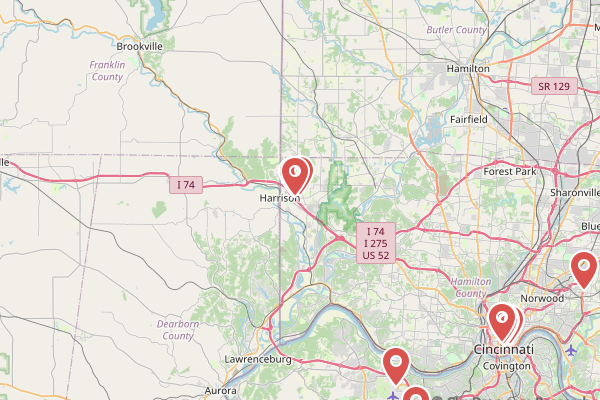 Butler County
Brookville
Franklin
County
Hamilton
SR 129
Fairfield
Forest Park
I 74
Sharonville
Harrison
I 74
I 275
US 52
Hamilton
County
Norwood
Dearborn
County
Cincinnati
Lawrenceburg
Covington
Aurora